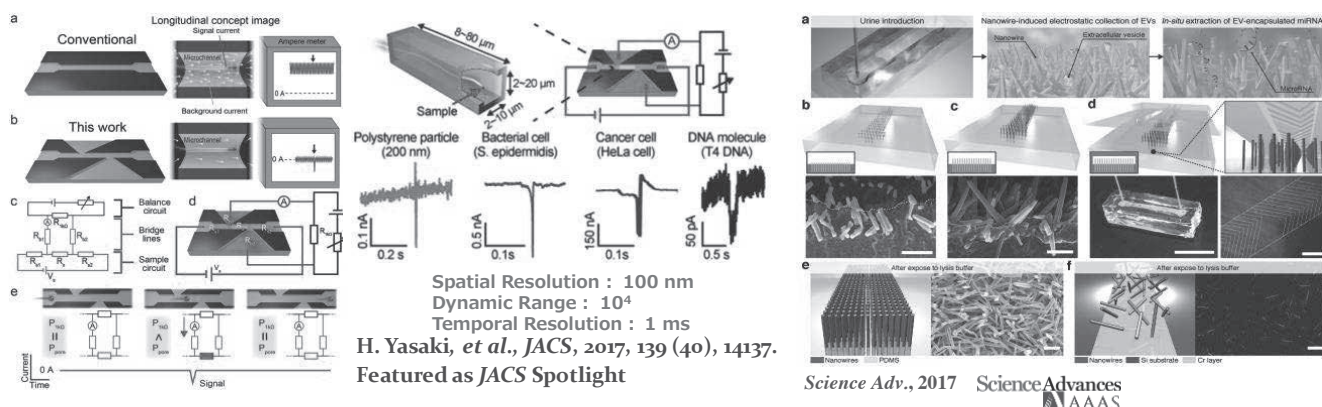 a
Longitudinal concept image
Conventional
Signal current
Microchannel
Background current
Ampere meter
0 A
b
This work
Microchannel
0 A
c
Balance circuit
Bridge lines
Sample circuit
d
e
Current
0 A
Time
Signal
8~80 μm
2~20 μm
2~10 μm
Sample
A
Polystyrene particle
(200 nm)
0.1 nA
0.2 s
Bacterial cell
(S. epidermidis)
0.5 nA
0.1s
Cancer cell
(HeLa cell)
150 nA
0.1s
DNA molecule
(T4 DNA)
50 pA
0.5 s
Spatial Resolution : 100 nm
Dynamic Range : 10⁴
Temporal Resolution : 1 ms
H. Yasaki, et al., JACS, 2017, 139 (40), 14137.
Featured as JACS Spotlight
a
Urine introduction
Nanowire-induced electrostatic collection of EVs
In-situ extraction of EV-encapsulated miRNA
Nanowire
Extracellular vesicle
MicroRNA
b
c
d
e
After expose to lysis buffer
Nanowires
PDMS
f
After expose to lysis buffer
Nanowires
Si substrate
Cr layer
Science Adv., 2017
Science Advances
AAAS